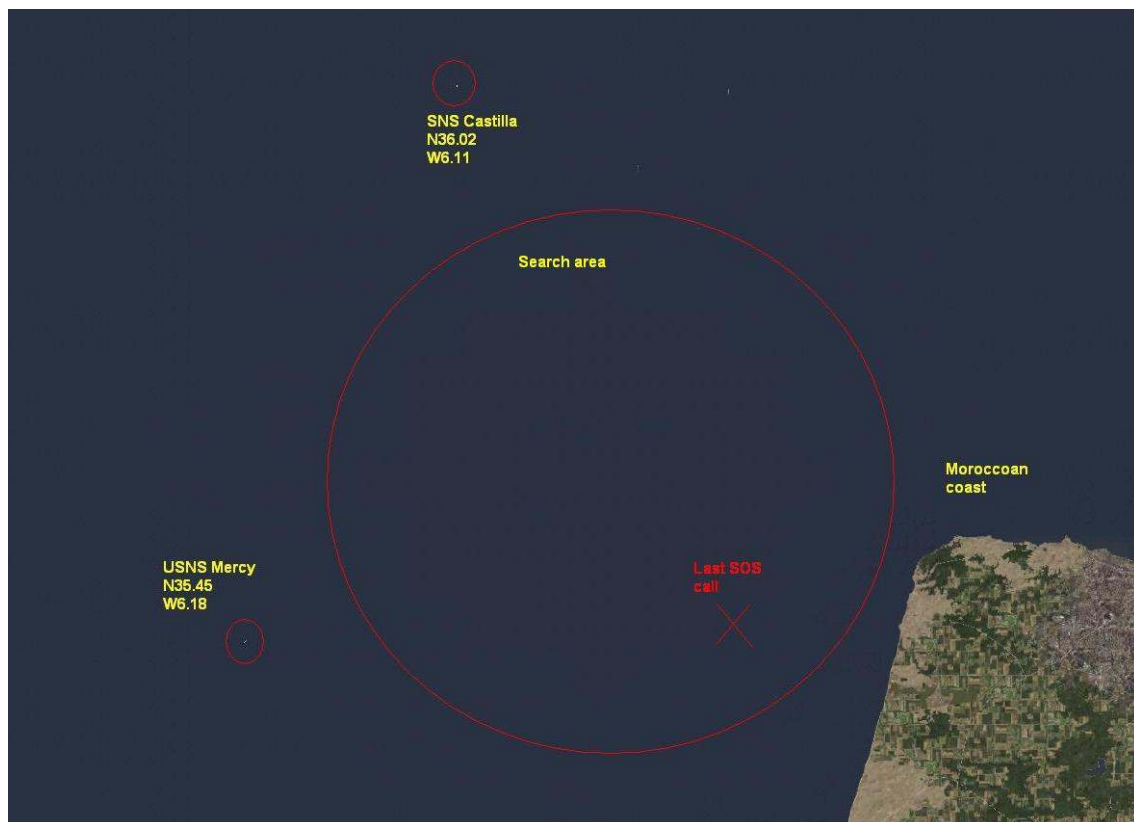 SNS Castilla
N36.02
W6.11
Search area
Moroccoan
coast
USNS Mercy
N35.45
W6.18
Last SOS
call